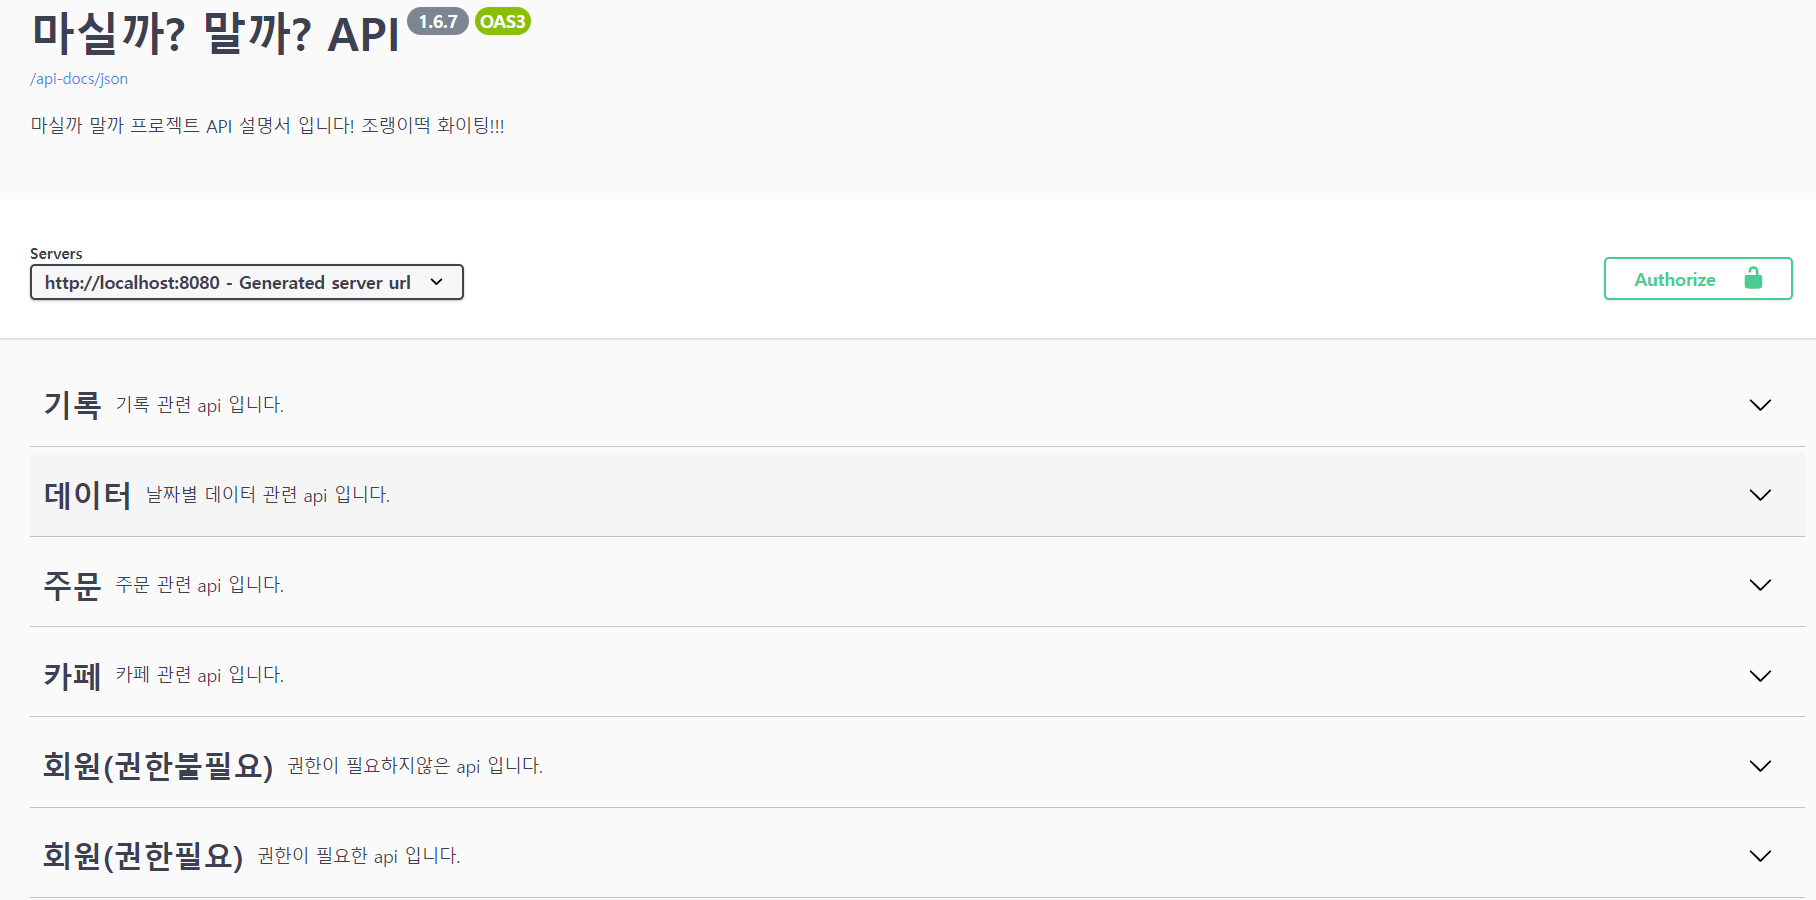 마실까? 말까? API 1.6.7 OAS3
/api-docs/json
마실까 말까 프로젝트 API 설명서 입니다! 조랭이떡 화이팅!!!
Servers
http://localhost:8080 - Generated server url
Authorize
기록 기록 관련 api 입니다.
데이터 날짜별 데이터 관련 api 입니다.
주문 주문 관련 api 입니다.
카페 카페 관련 api 입니다.
회원(권한불필요) 권한이 필요하지않은 api 입니다.
회원(권한필요) 권한이 필요한 api 입니다.